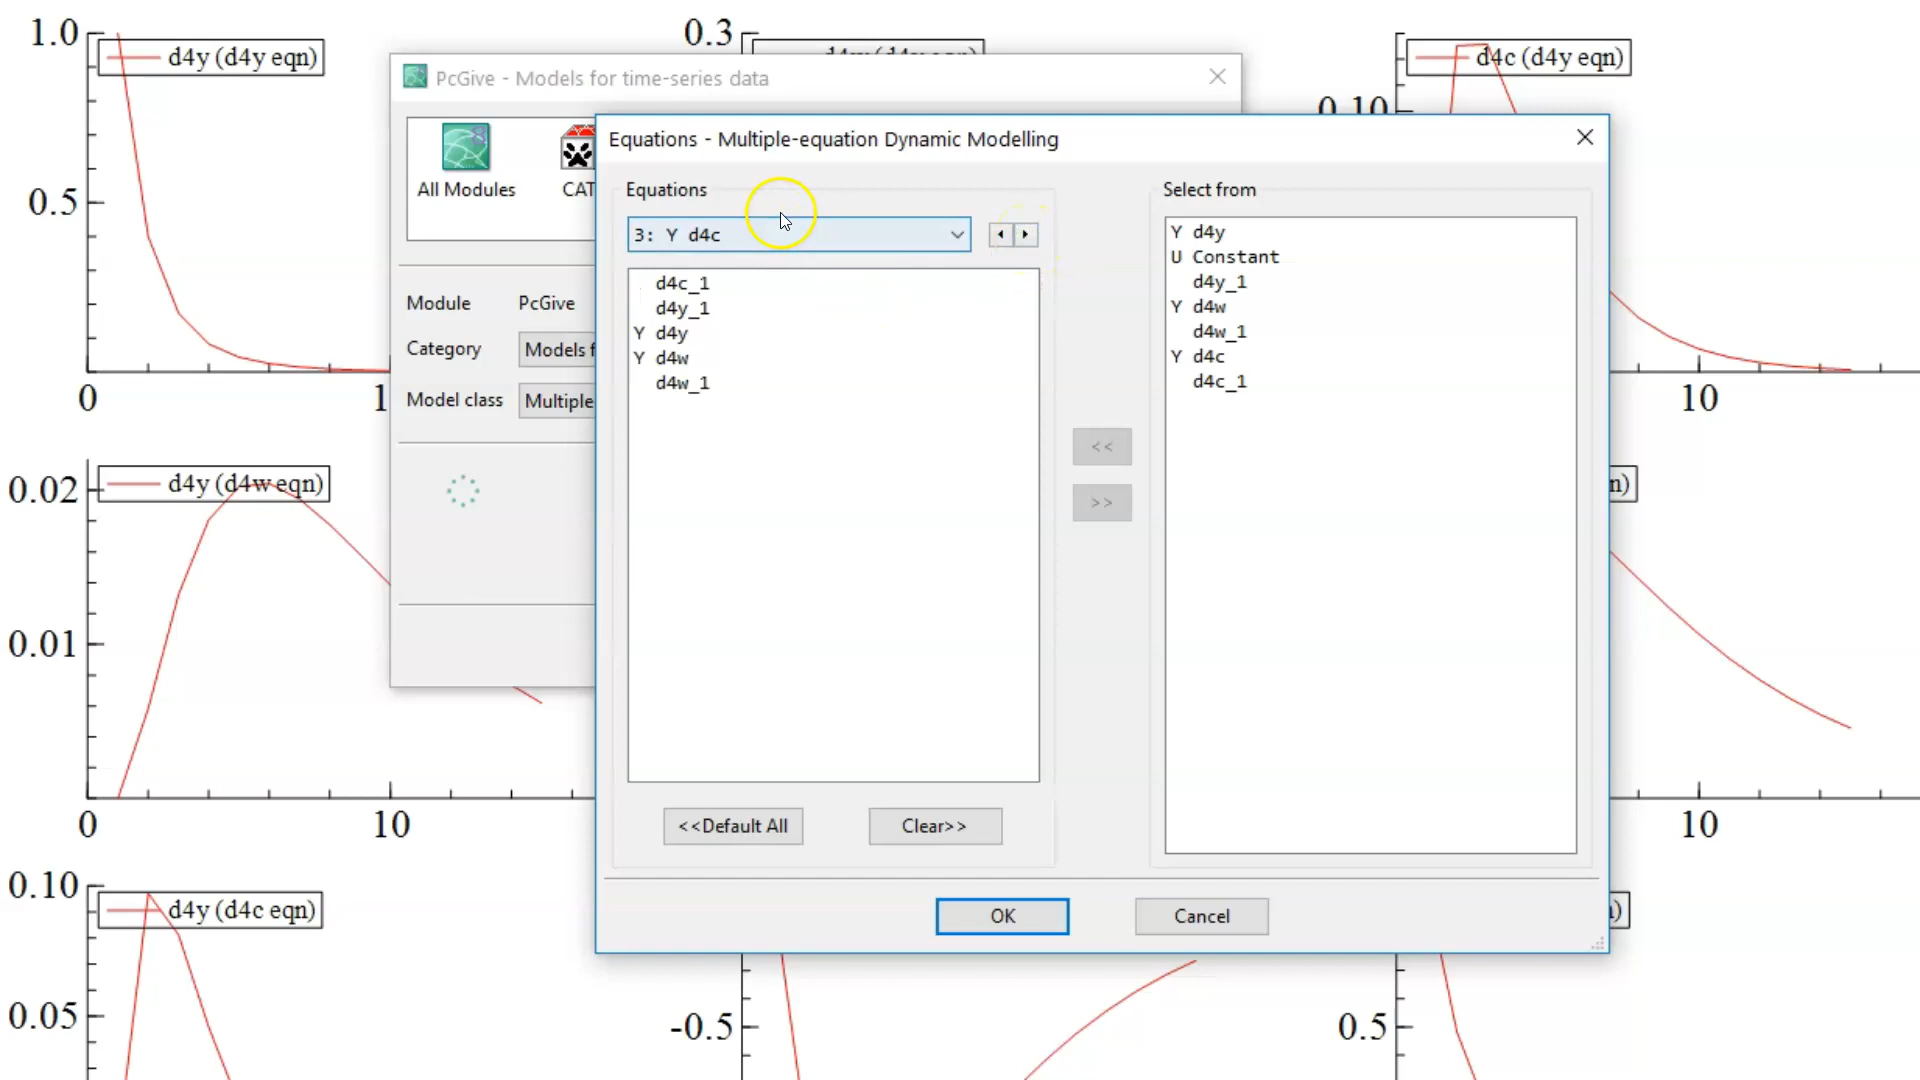 1.0
d4y (d4y eqn)
0.5
0
1
0.3
d4w (d4y eqn)
d4c (d4y eqn)
0.10
10
PcGive - Models for time-series data
All Modules
CAT
Module
PcGive
Category
Models f
Model class
Multiple
Equations - Multiple-equation Dynamic Modelling
Equations
3: Y d4c
d4c_1
d4y_1
Y d4y
Y d4w
d4w_1
<<Default All
Clear>>
<<
>>
Select from
Y d4y
U Constant
d4y_1
Y d4w
d4w_1
Y d4c
d4c_1
OK
Cancel
0.02
d4y (d4w eqn)
0.01
0
10
n)
10
0.10
d4y (d4c eqn)
0.05
-0.5
0.5
)